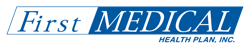 First MEDICAL
HEALTH PLAN, INC.